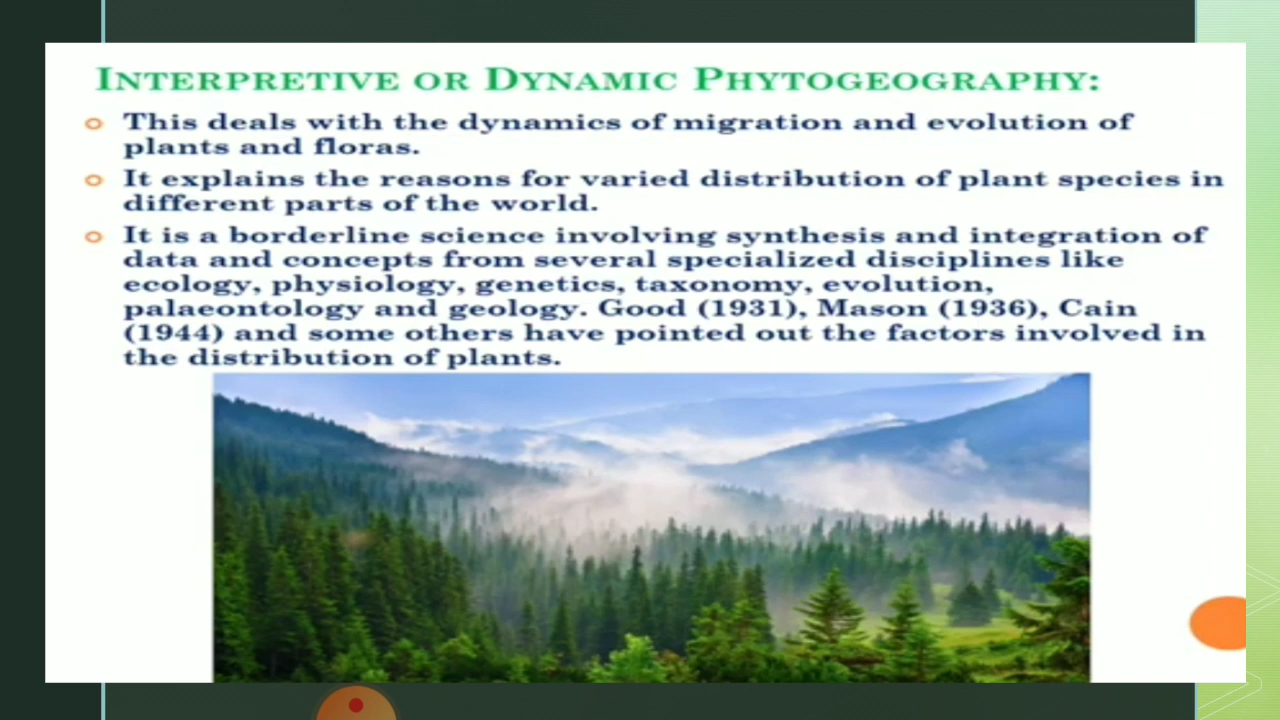 INTERPRETIVE OR DYNAMIC PHYTOGEOGRAPHY:
This deals with the dynamics of migration and evolution of
plants and floras.
It explains the reasons for varied distribution of plant species in
different parts of the world.
It is a borderline science involving synthesis and integration of
data and concepts from several specialized disciplines like
ecology, physiology, genetics, taxonomy, evolution,
palaeontology and geology. Good (1931), Mason (1936), Cain
(1944) and some others have pointed out the factors involved in
the distribution of plants.